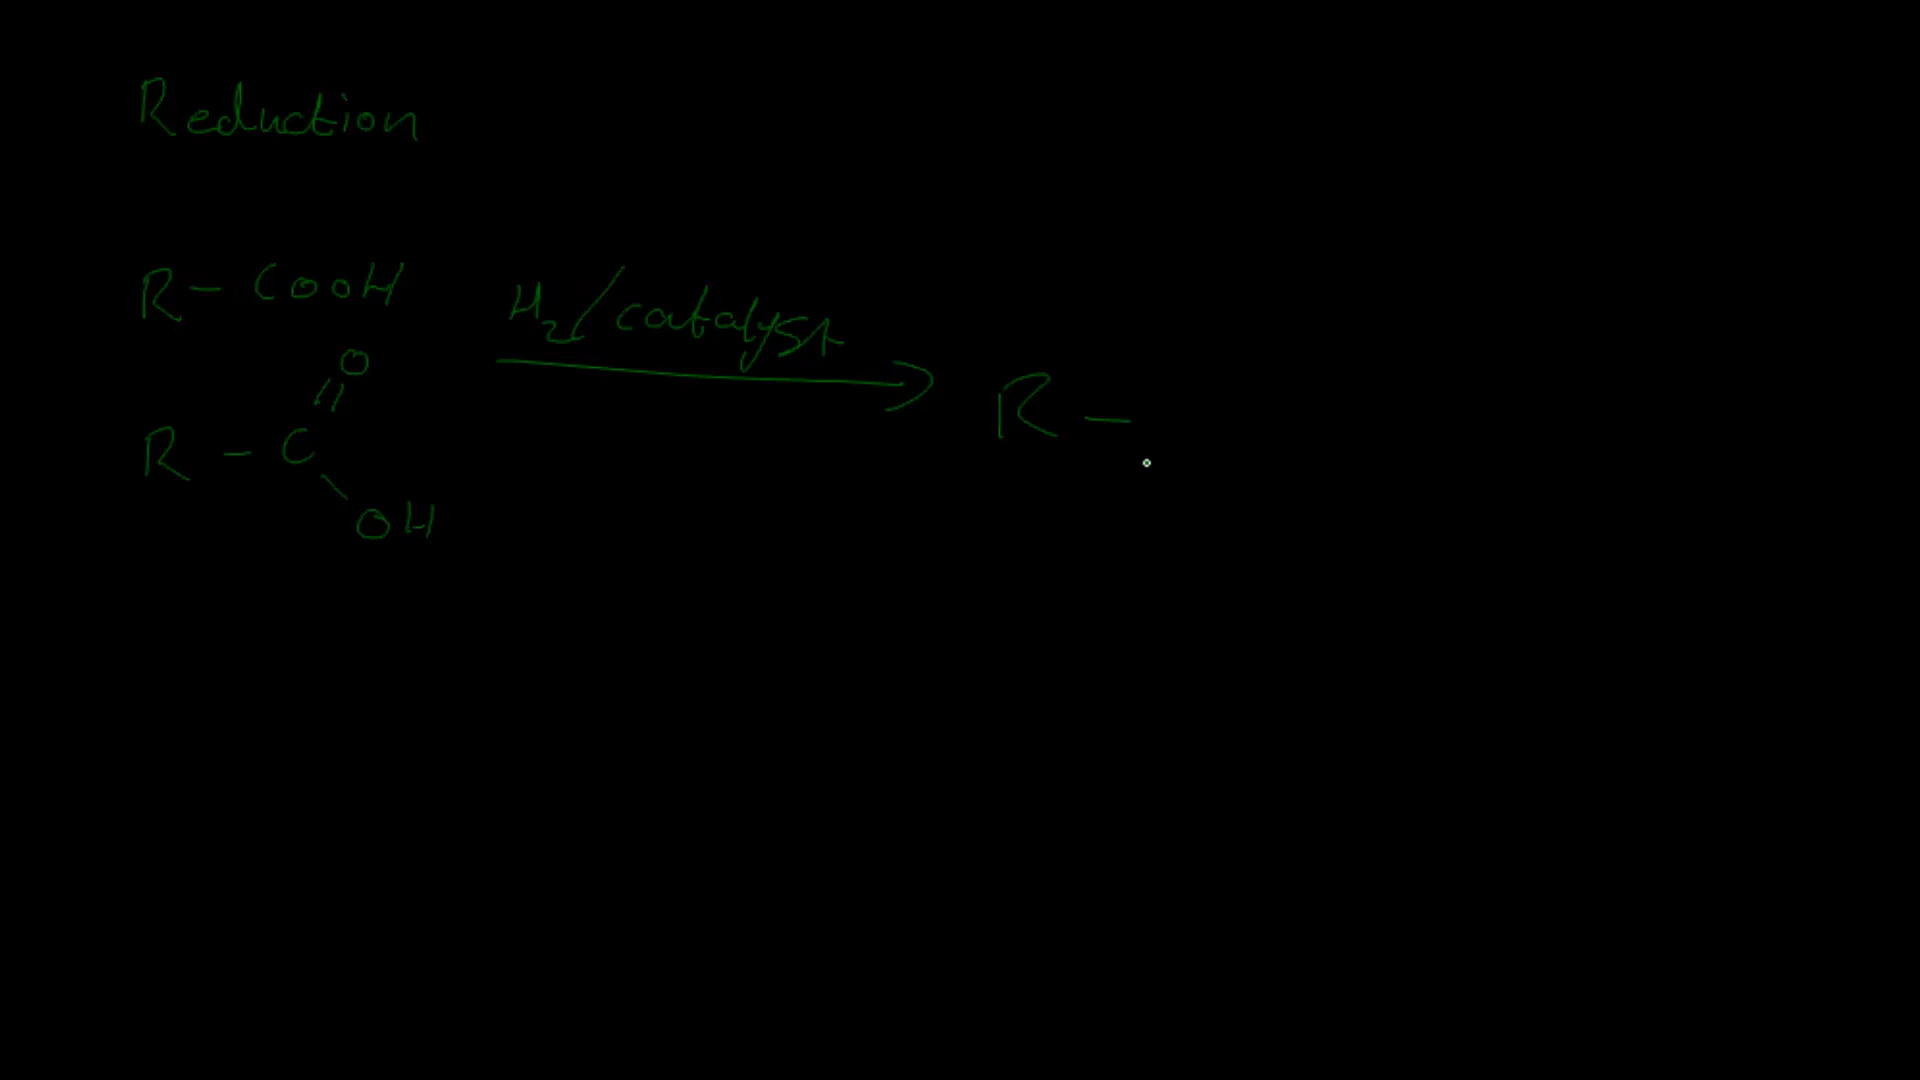 Reduction
R - COOH
H2/catalyst
O
R - C
OH
R -